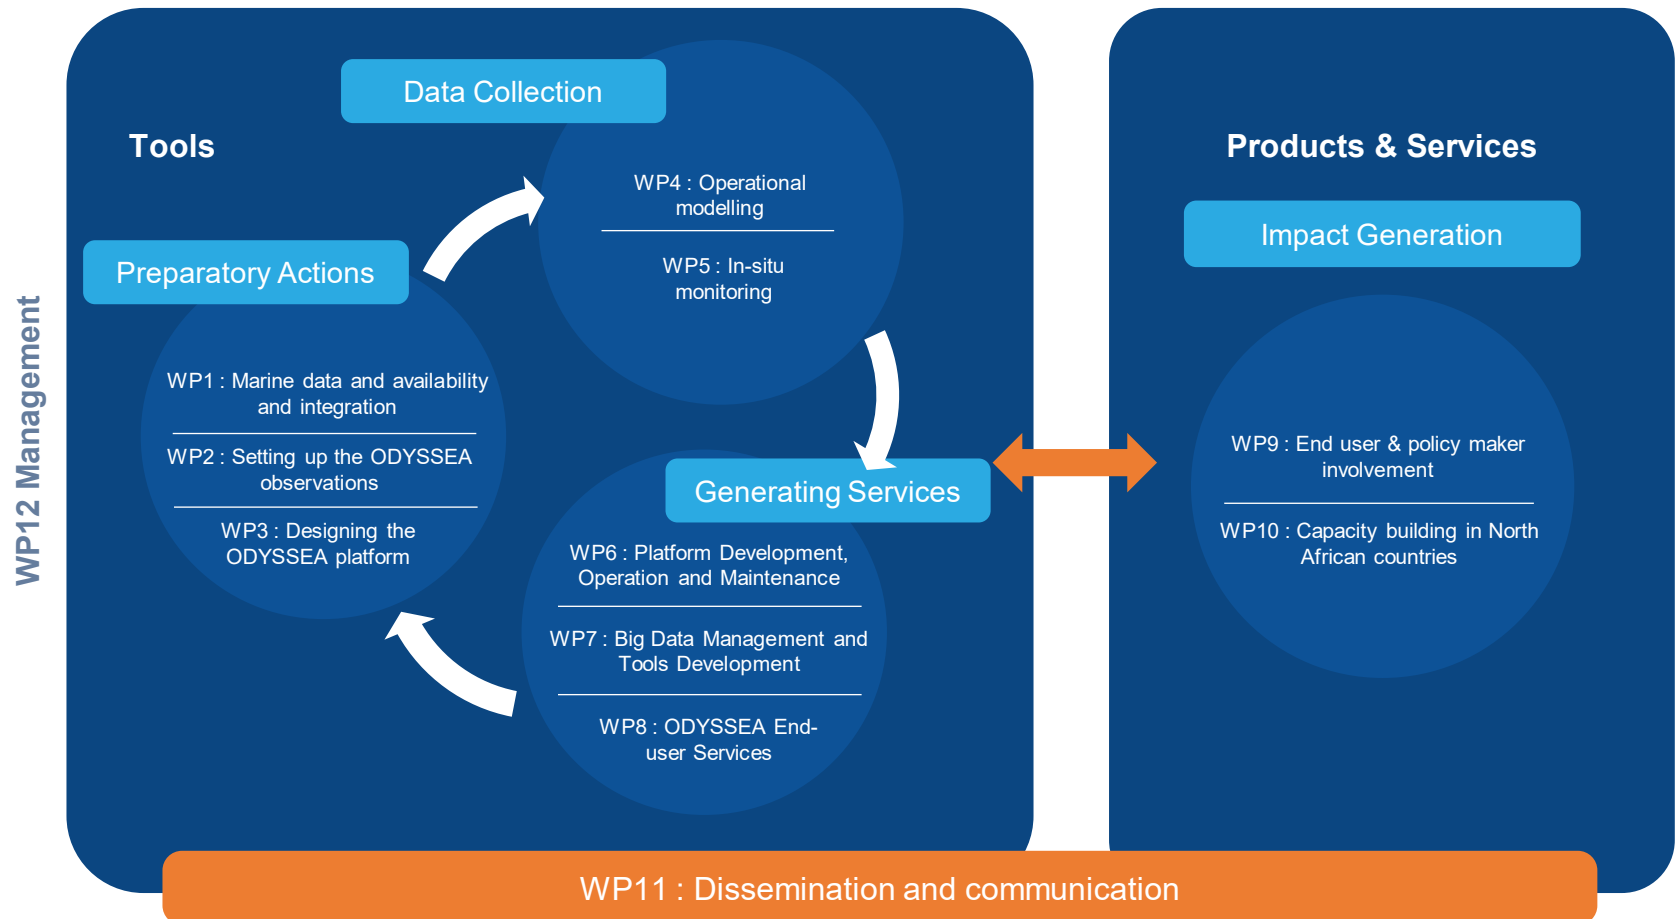 Data Collection
Tools
WP4 : Operational
modelling
WP5 : In-situ
monitoring
Preparatory Actions
WP1 : Marine data and availability
and integration
WP2 : Setting up the ODYSSEA
observations
WP3 : Designing the
ODYSSEA platform
Generating Services
WP6 : Platform Development,
Operation and Maintenance
WP7 : Big Data Management and
Tools Development
WP8 : ODYSSEA End-
user Services
Products & Services
Impact Generation
WP9 : End user & policy maker
involvement
WP10 : Capacity building in North
African countries
WP12 Management
WP11 : Dissemination and communication